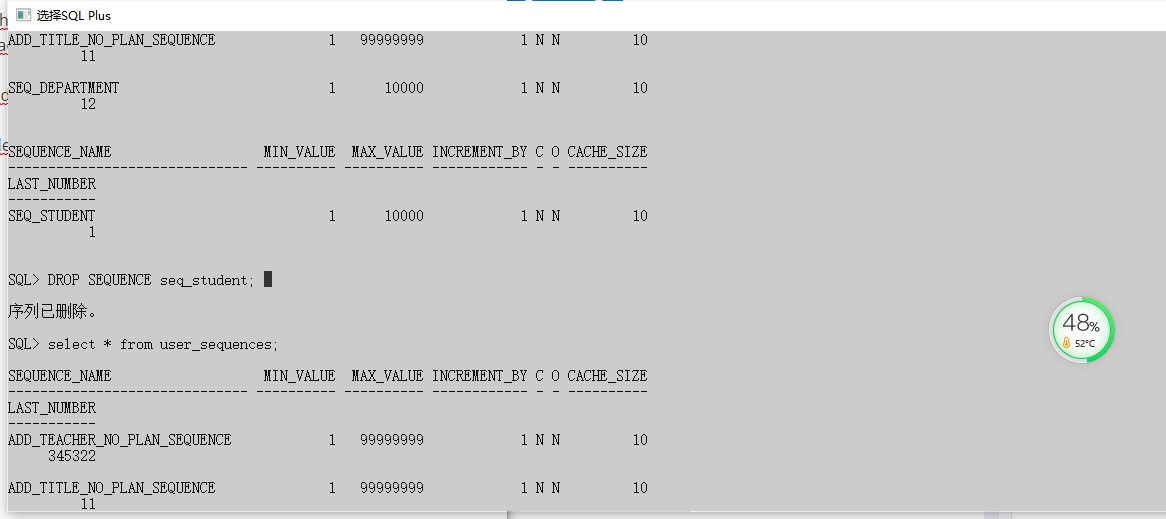 选择SQL Plus
ADD_TITLE_NO_PLAN_SEQUENCE 1 99999999 1 N N 10
11
SEQ_DEPARTMENT 1 10000 1 N N 10
12
SEQUENCE_NAME MIN_VALUE MAX_VALUE INCREMENT_BY C O CACHE_SIZE
------------------------------ ---------- ---------- ------------ - - ----------
LAST_NUMBER
-----------
SEQ_STUDENT 1 10000 1 N N 10
1
SQL> DROP SEQUENCE seq_student;
序列已删除。
SQL> select * from user_sequences;
SEQUENCE_NAME MIN_VALUE MAX_VALUE INCREMENT_BY C O CACHE_SIZE
------------------------------ ---------- ---------- ------------ - - ----------
LAST_NUMBER
-----------
ADD_TEACHER_NO_PLAN_SEQUENCE 1 99999999 1 N N 10
345322
ADD_TITLE_NO_PLAN_SEQUENCE 1 99999999 1 N N 10
11
48%
52°C